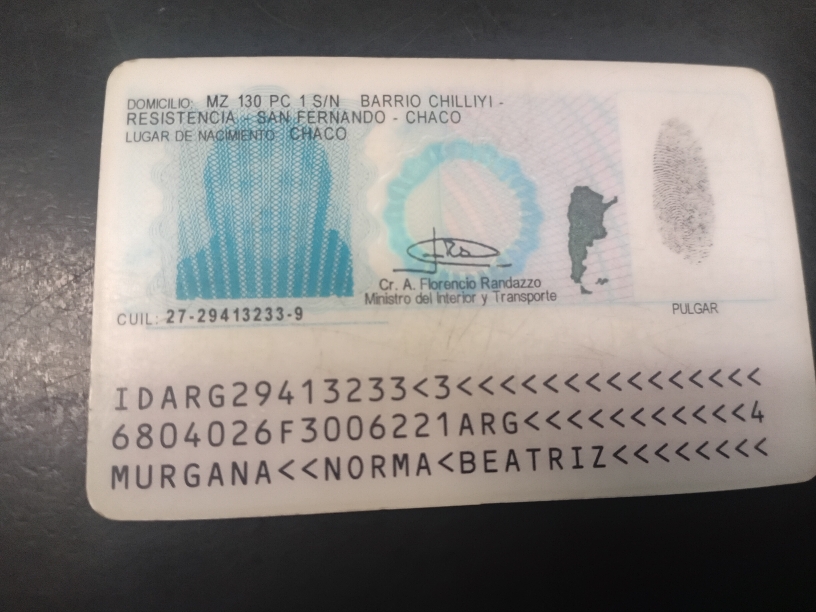 DOMICILIO: MZ 130 PC 1 S/N BARRIO CHILLIYI -
RESISTENCIA - SAN FERNANDO - CHACO
LUGAR DE NACIMIENTO CHACO
Cr. A. Florencio Randazzo
Ministro del Interior y Transporte
CUIL: 27-29413233-9
PULGAR
IDARG29413233<3<<<<<<<<<<<<<<<
6804026F3006221ARG<<<<<<<<<<<4
MURGANA<<NORMA<BEATRIZ<<<<<<<<